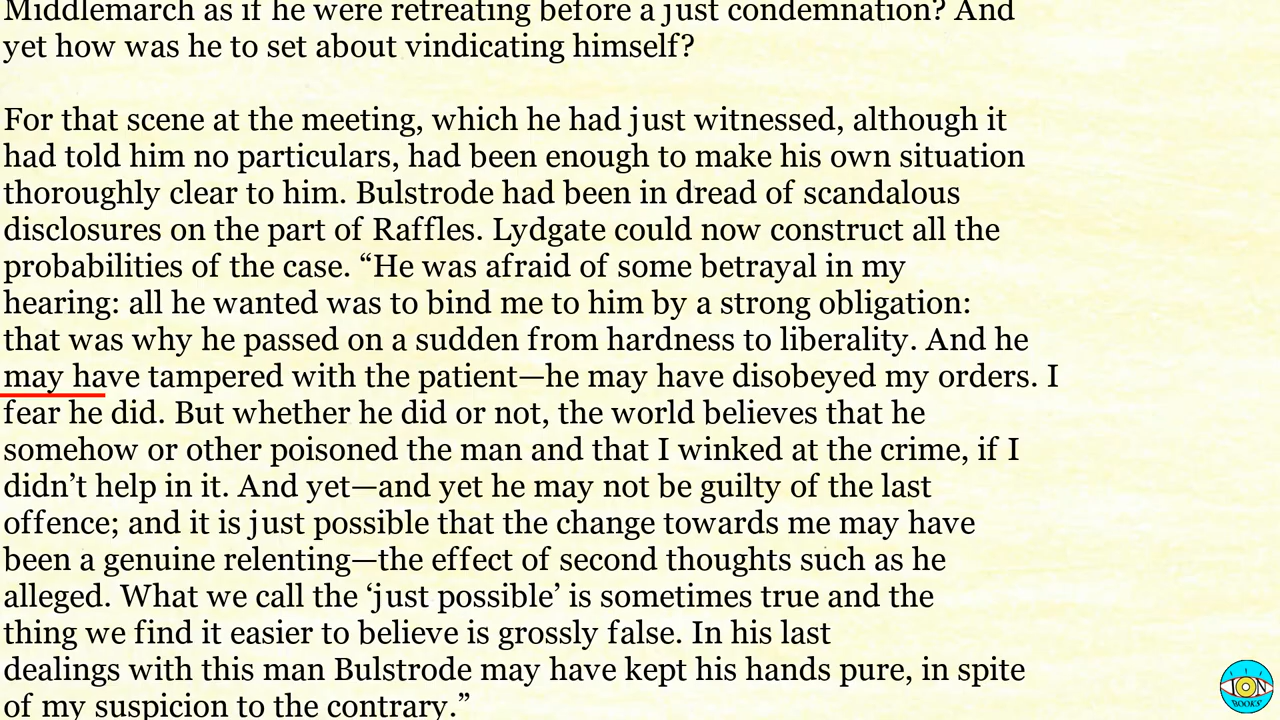 Middlemarch as if he were retreating before a just condemnation? And
yet how was he to set about vindicating himself?
For that scene at the meeting, which he had just witnessed, although it
had told him no particulars, had been enough to make his own situation
thoroughly clear to him. Bulstrode had been in dread of scandalous
disclosures on the part of Raffles. Lydgate could now construct all the
probabilities of the case. “He was afraid of some betrayal in my
hearing: all he wanted was to bind me to him by a strong obligation:
that was why he passed on a sudden from hardness to liberality. And he
may have tampered with the patient—he may have disobeyed my orders. I
fear he did. But whether he did or not, the world believes that he
somehow or other poisoned the man and that I winked at the crime, if I
didn’t help in it. And yet—and yet he may not be guilty of the last
offence; and it is just possible that the change towards me may have
been a genuine relenting—the effect of second thoughts such as he
alleged. What we call the ‘just possible’ is sometimes true and the
thing we find it easier to believe is grossly false. In his last
dealings with this man Bulstrode may have kept his hands pure, in spite
of my suspicion to the contrary.”
ION
BOOKS